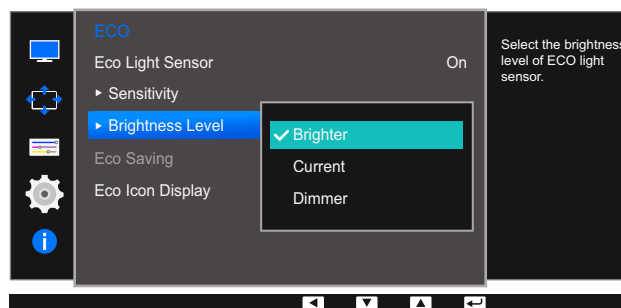 ECO
Eco Light Sensor On
▸ Sensitivity
▸ Brightness Level
Eco Saving
Eco Icon Display
Brighter
Current
Dimmer
Select the brightness
level of ECO light
sensor.